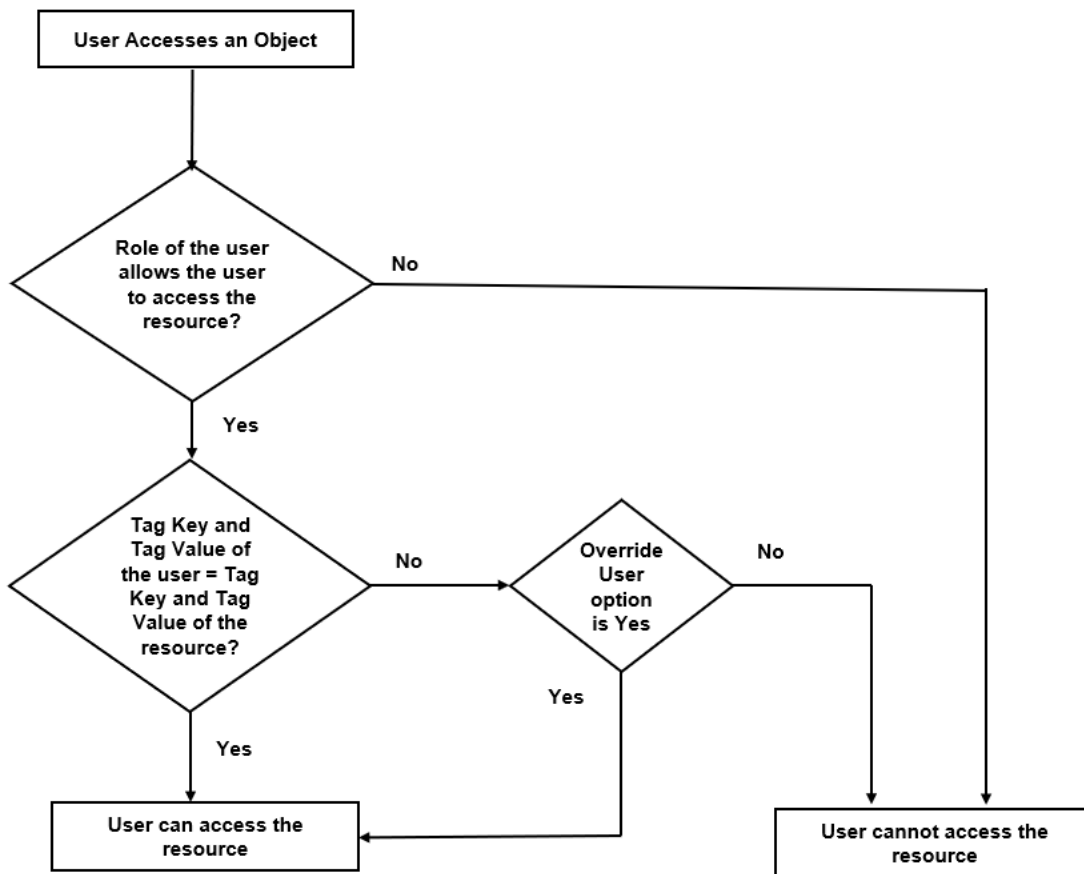 User Accesses an Object
Role of the user
allows the user
to access the
resource?
No
Yes
Tag Key and
Tag Value of
the user = Tag
Key and Tag
Value of the
resource?
No
Override
User
option
is Yes
No
Yes
Yes
User can access the
resource
User cannot access the
resource